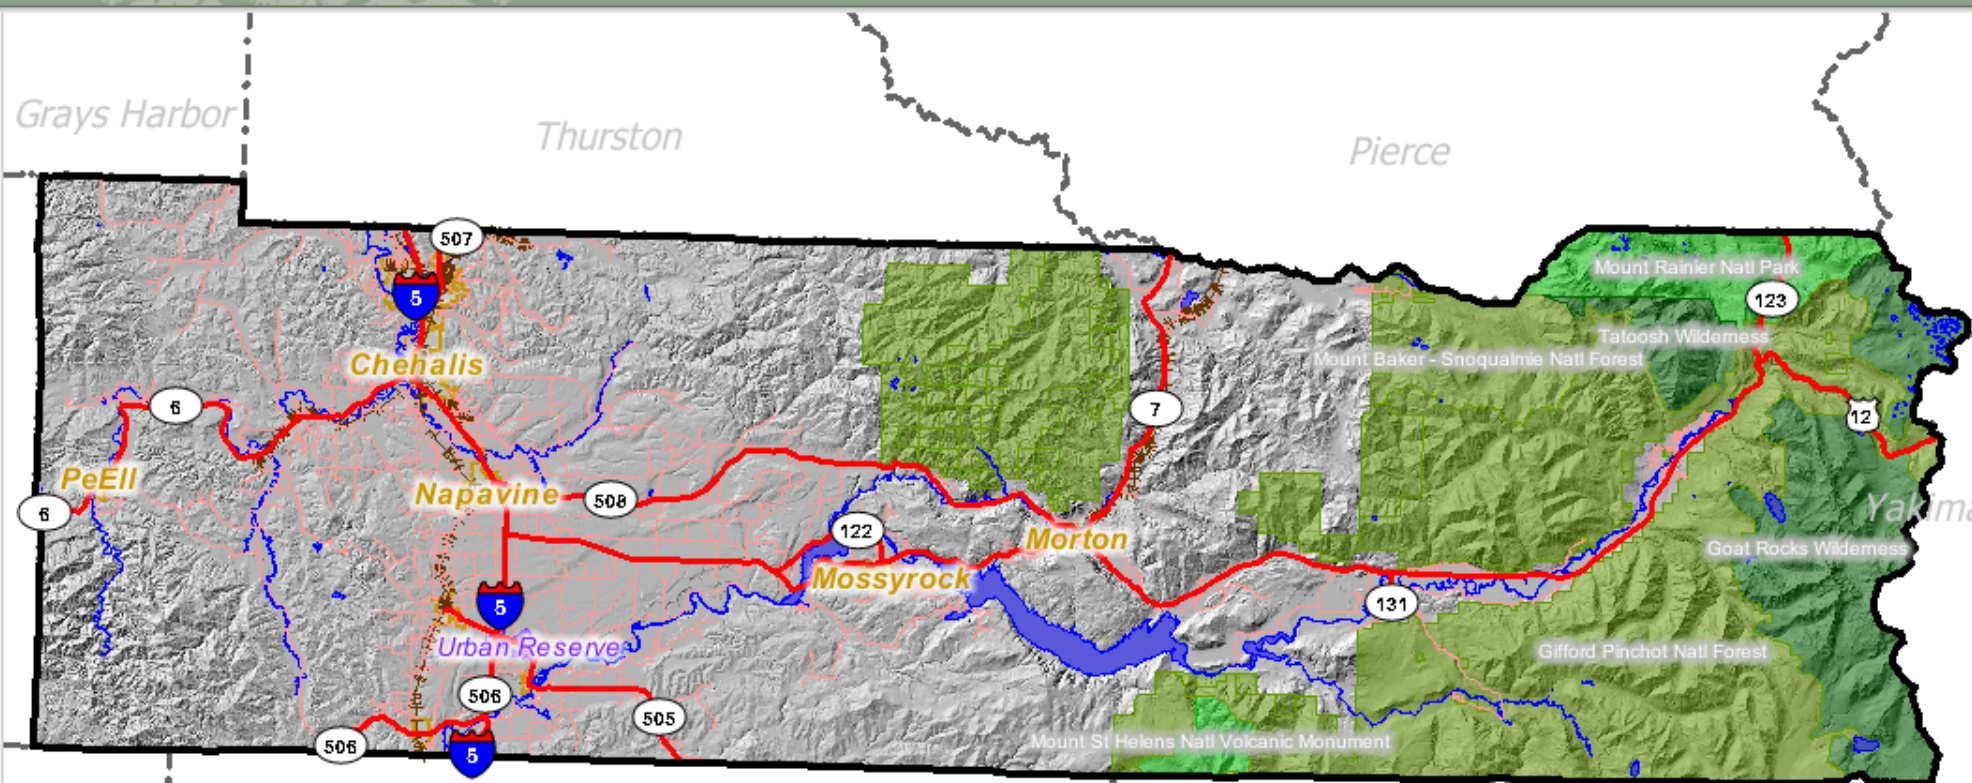 Grays Harbor
Thurston
Pierce
507
5
Mount Rainier Natl Park
123
Tatoosh Wilderness
Mount Baker - Snoqualmie Natl Forest
Chehalis
6
7
12
PeEll
Napavine
508
6
122
Yakima
Morton
Goat Rocks Wilderness
Mossyrock
5
131
Urban Reserve
Gifford Pinchot Natl Forest
506
505
506
5
Mount St Helens Natl Volcanic Monument